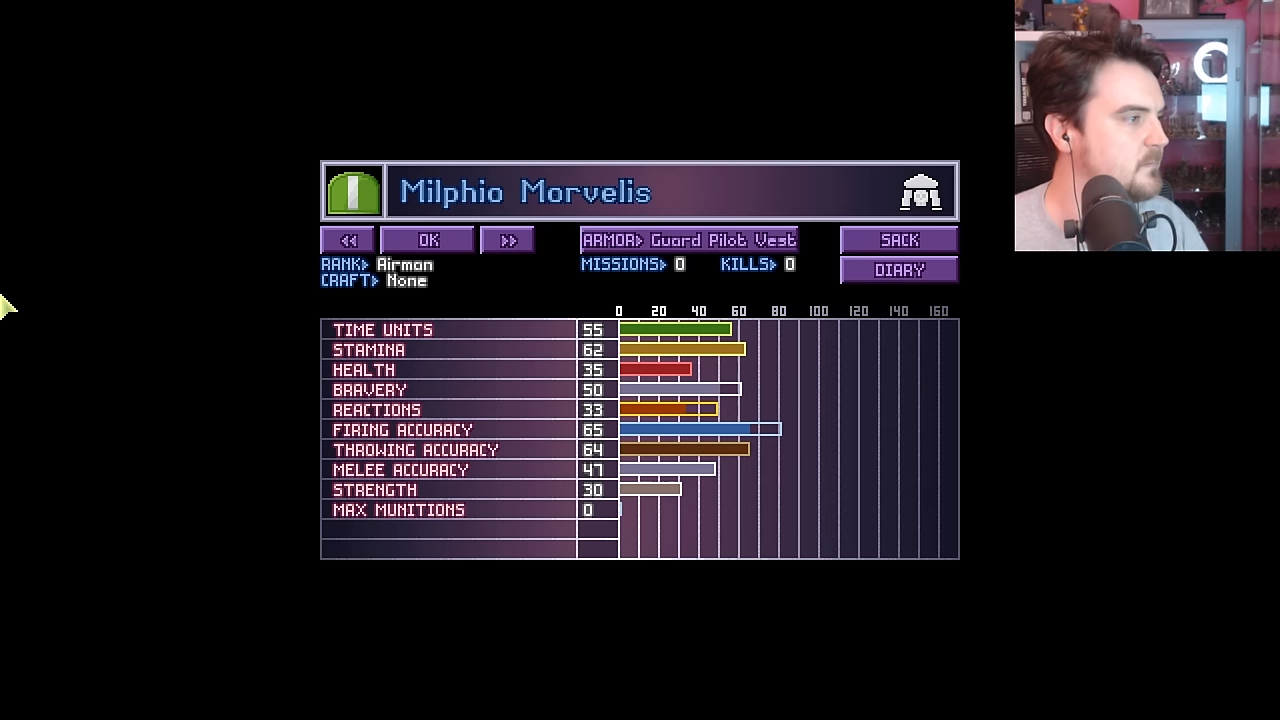 Milphio Morvelis
OK
ARMOR> Guard Pilot Vest
SACK
RANK> Airman
MISSIONS> 0
KILLS> 0
DIARY
CRAFT> None
0 20 40 60 80 100 120 140 160
TIME UNITS 55
STAMINA 62
HEALTH 35
BRAVERY 50
REACTIONS 33
FIRING ACCURACY 65
THROWING ACCURACY 64
MELEE ACCURACY 47
STRENGTH 30
MAX MUNITIONS 0